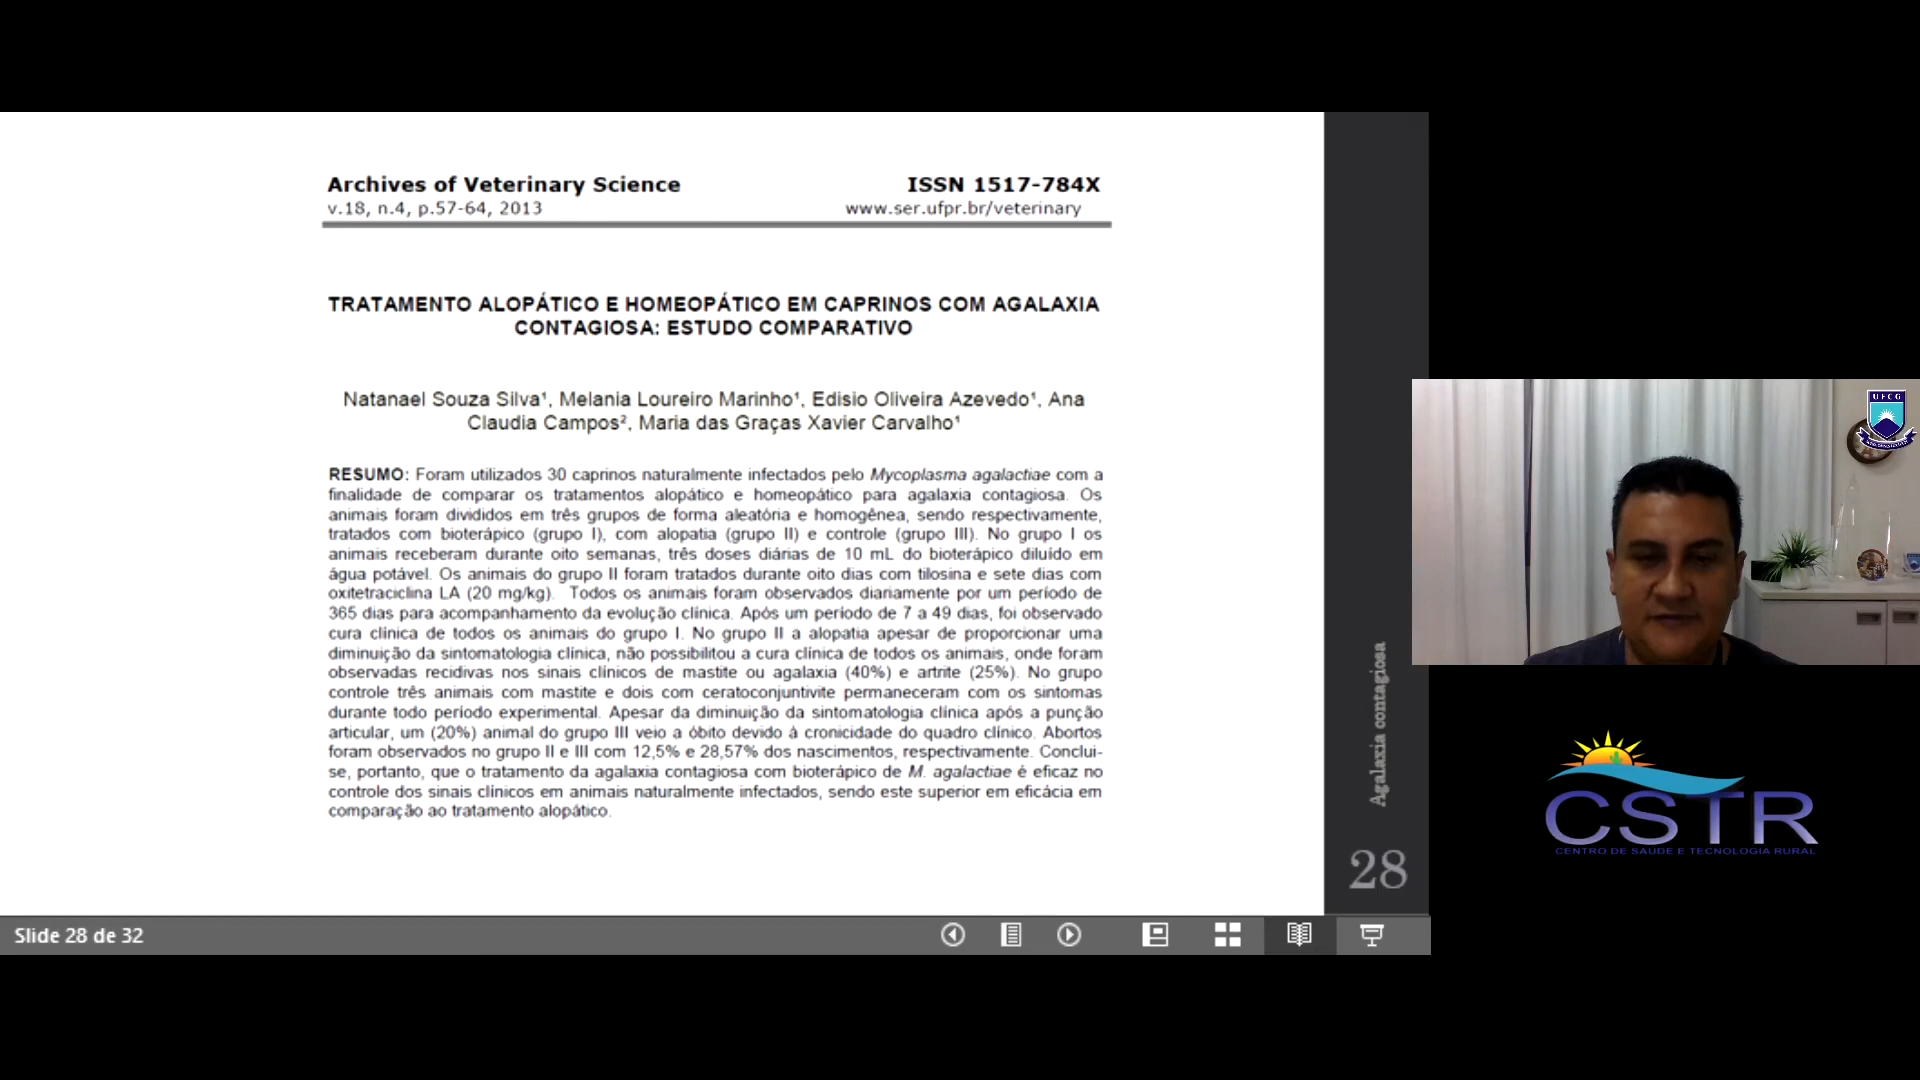 Archives of Veterinary Science
ISSN 1517-784X
v.18, n.4, p.57-64, 2013
www.ser.ufpr.br/veterinary
TRATAMENTO ALOPÁTICO E HOMEOPÁTICO EM CAPRINOS COM AGALAXIA
CONTAGIOSA: ESTUDO COMPARATIVO
Natanael Souza Silva¹, Melania Loureiro Marinho¹, Edisio Oliveira Azevedo¹, Ana
Claudia Campos², Maria das Graças Xavier Carvalho¹
RESUMO: Foram utilizados 30 caprinos naturalmente infectados pelo Mycoplasma agalactiae com a
finalidade de comparar os tratamentos alopático e homeopático para agalaxia contagiosa. Os
animais foram divididos em três grupos de forma aleatória e homogênea, sendo respectivamente,
tratados com bioterápico (grupo I), com alopatia (grupo II) e controle (grupo III). No grupo I os
animais receberam durante oito semanas, três doses diárias de 10 mL do bioterápico diluído em
água potável. Os animais do grupo II foram tratados durante oito dias com tilosina e sete dias com
oxitetraciclina LA (20 mg/kg). Todos os animais foram observados diariamente por um período de
365 dias para acompanhamento da evolução clínica. Após um período de 7 a 49 dias, foi observado
cura clínica de todos os animais do grupo I. No grupo II a alopatia apesar de proporcionar uma
diminuição da sintomatologia clínica, não possibilitou a cura clínica de todos os animais, onde foram
observadas recidivas nos sinais clínicos de mastite ou agalaxia (40%) e artrite (25%). No grupo
controle três animais com mastite e dois com ceratoconjuntivite permaneceram com os sintomas
durante todo período experimental. Apesar da diminuição da sintomatologia clínica após a punção
articular, um (20%) animal do grupo III veio a óbito devido à cronicidade do quadro clínico. Abortos
foram observados no grupo II e III com 12,5% e 28,57% dos nascimentos, respectivamente. Conclui-
se, portanto, que o tratamento da agalaxia contagiosa com bioterápico de M. agalactiae é eficaz no
controle dos sinais clínicos em animais naturalmente infectados, sendo este superior em eficácia em
comparação ao tratamento alopático.
Agalaxia contagiosa
28
Slide 28 de 32
UFCG
CSTR
CENTRO DE SAUDE E TECNOLOGIA RURAL